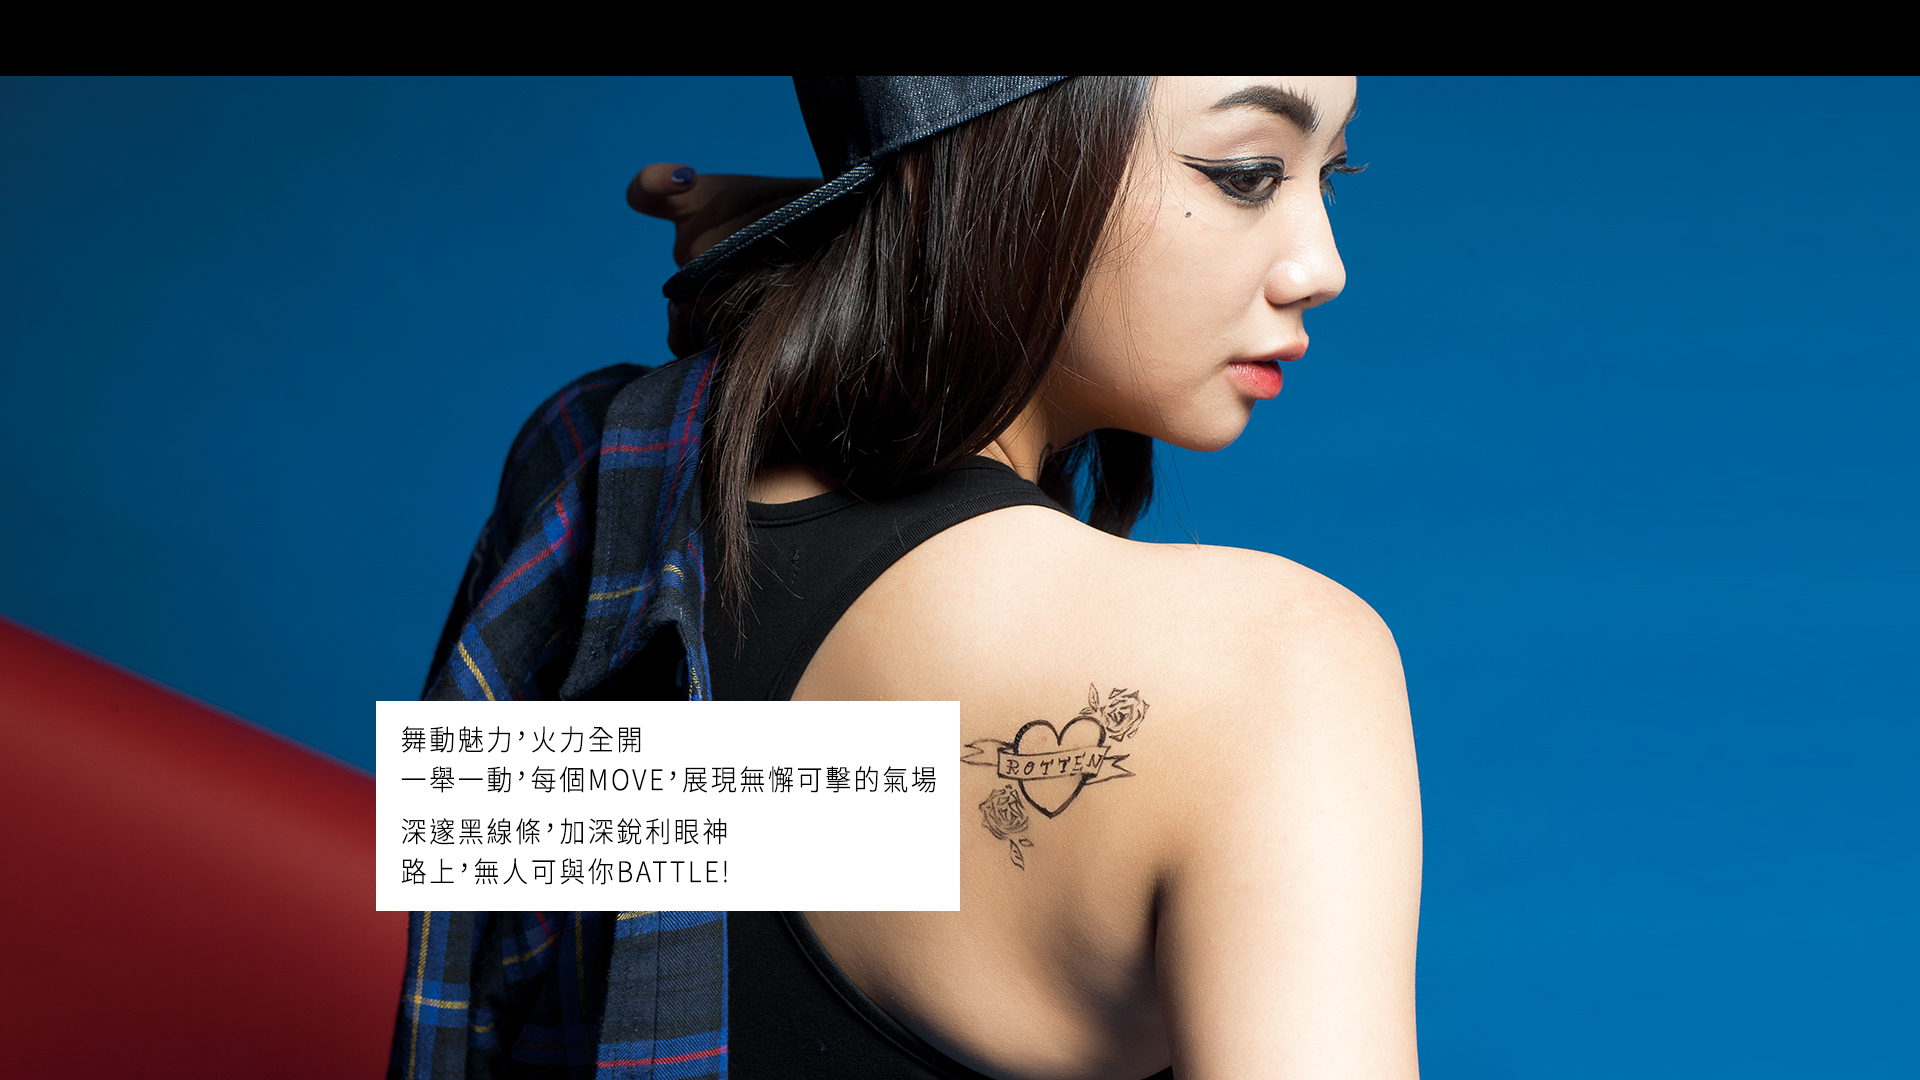 舞動魅力，火力全開
一舉一動，每個MOVE，展現無懈可擊的氣場
深邃黑線條，加深銳利眼神
路上，無人可與你BATTLE!
ROTTEN